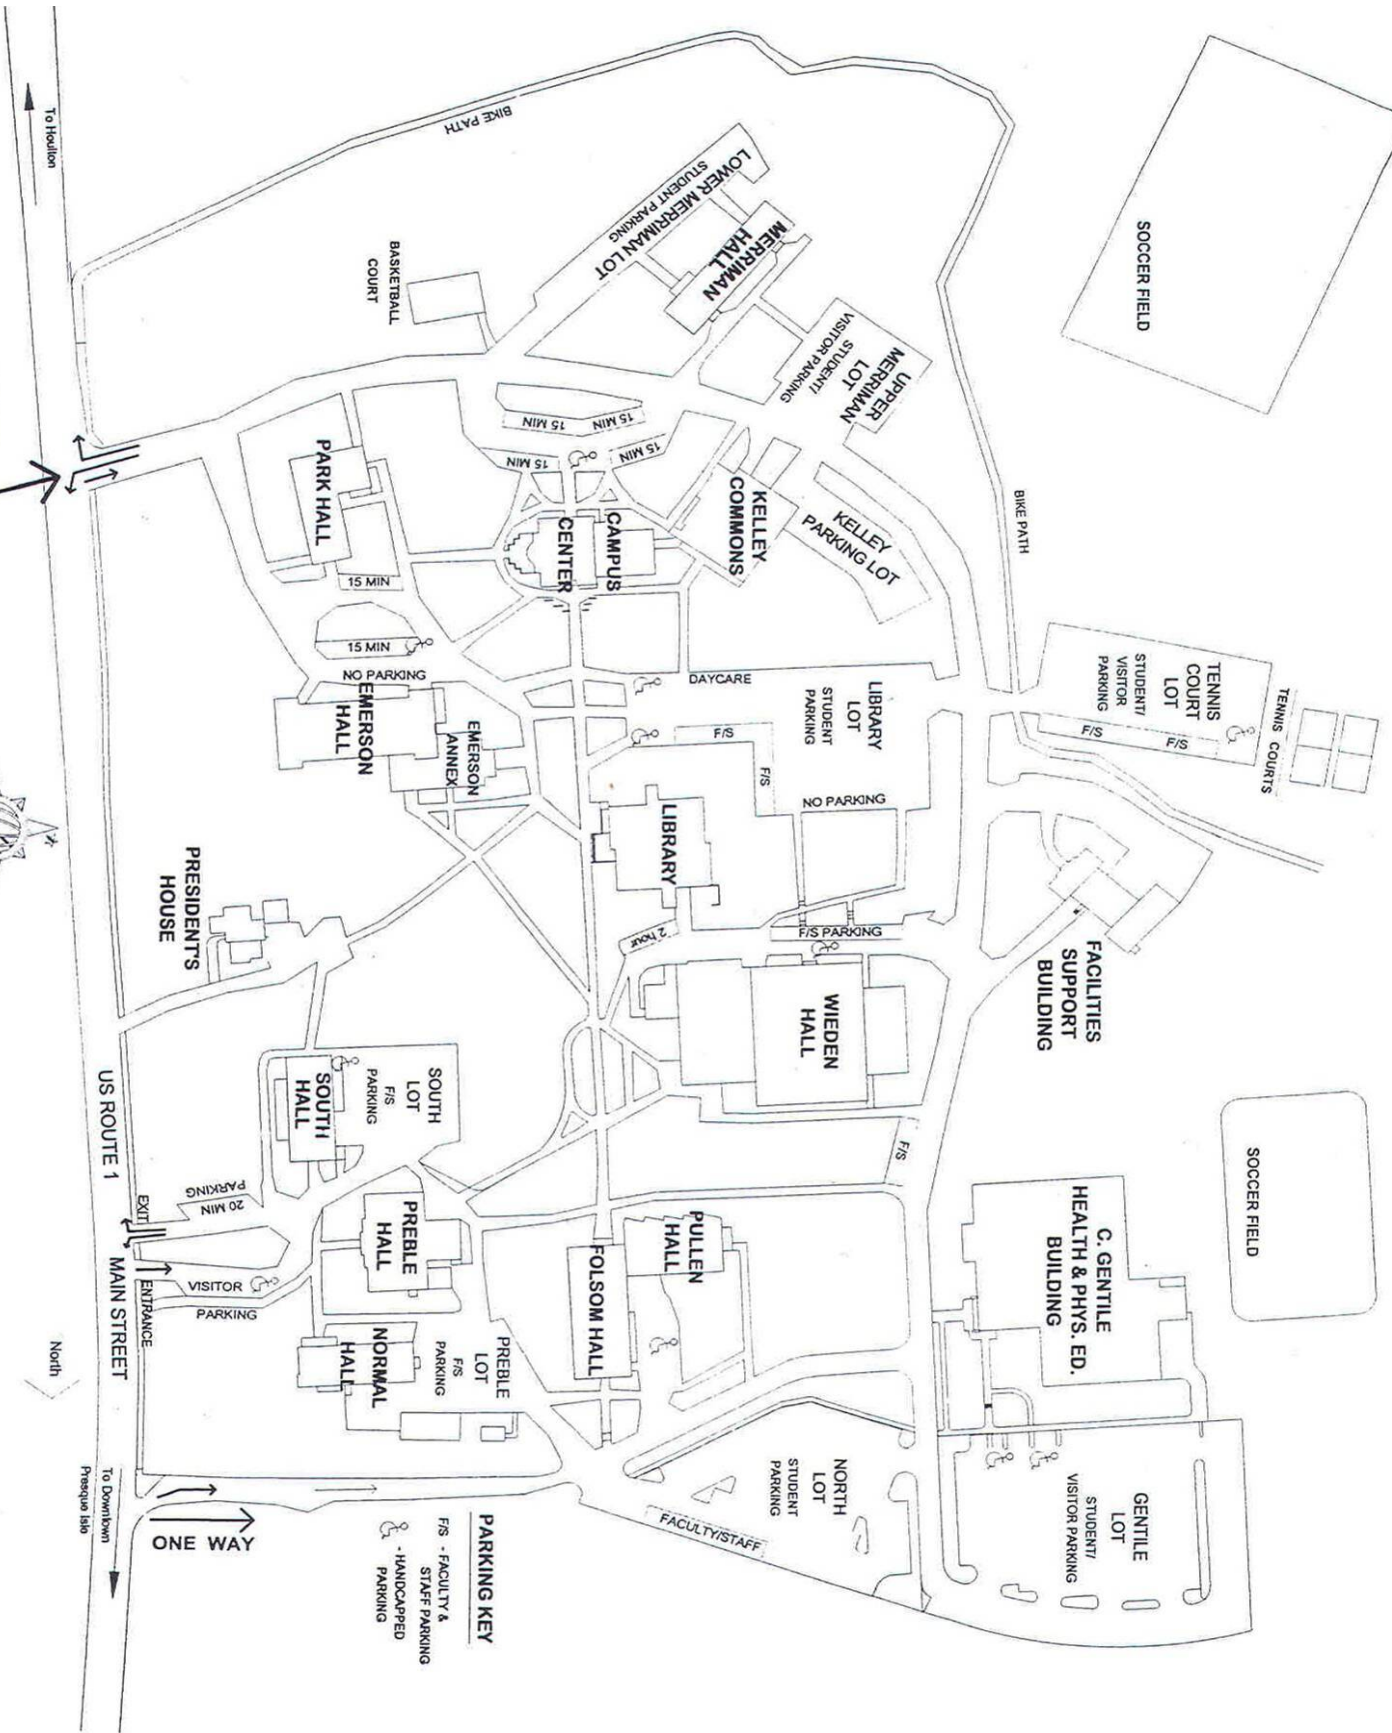 To Houlton
BIKE PATH
LOWER MERRIMAN LOT
STUDENT PARKING
MERRIMAN
HALL
BASKETBALL
COURT
UPPER
MERRIMAN
LOT
STUDENT/
VISITOR PARKING
SOCCER FIELD
15 MIN
15 MIN
15 MIN
15 MIN
PARK HALL
15 MIN
15 MIN
NO PARKING
CAMPUS
CENTER
KELLEY
COMMONS
KELLEY
PARKING LOT
BIKE PATH
TENNIS
COURT
LOT
STUDENT/
VISITOR
PARKING
F/S
F/S
TENNIS COURTS
EMERSON
HALL
EMERSON
ANNEX
DAYCARE
LIBRARY
LOT
STUDENT
PARKING
F/S
F/S
NO PARKING
LIBRARY
2 hour
F/S PARKING
WIEDEN
HALL
FACILITIES
SUPPORT
BUILDING
PRESIDENT'S
HOUSE
SOUTH
LOT
F/S
PARKING
SOUTH
HALL
US ROUTE 1
20 MIN
PARKING
EXIT
MAIN STREET
ENTRANCE
VISITOR
PARKING
PREBLE
HALL
NORMAL
HALL
PREBLE
LOT
F/S
PARKING
PULLEN
HALL
FOLSOM HALL
F/S
C. GENTILE
HEALTH & PHYS. ED.
BUILDING
SOCCER FIELD
GENTILE
LOT
STUDENT/
VISITOR PARKING
NORTH
LOT
STUDENT
PARKING
FACULTY/STAFF
North
To Downtown
Presque Isle
ONE WAY
PARKING KEY
F/S - FACULTY &
STAFF PARKING
- HANDCAPPED
PARKING